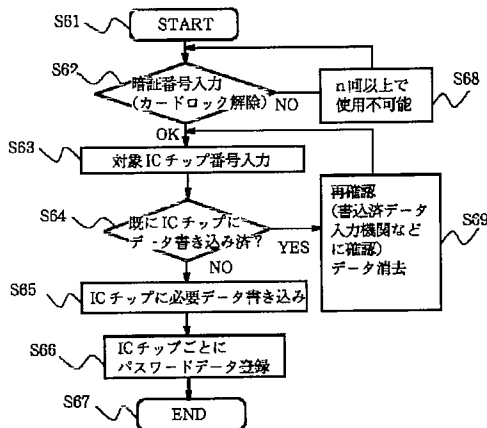 S61
START
S62
暗証番号入力
(カードロック解除)
NO
n回以上で
使用不可能
S68
OK
S63
対象ICチップ番号入力
S64
既にICチップに
データ書き込み済?
YES
再確認
(書込済データ
入力機関などに
に確認)
データ消去
S69
NO
S65
ICチップに必要データ書き込み
S66
ICチップごとに
パスワードデータ登録
S67
END